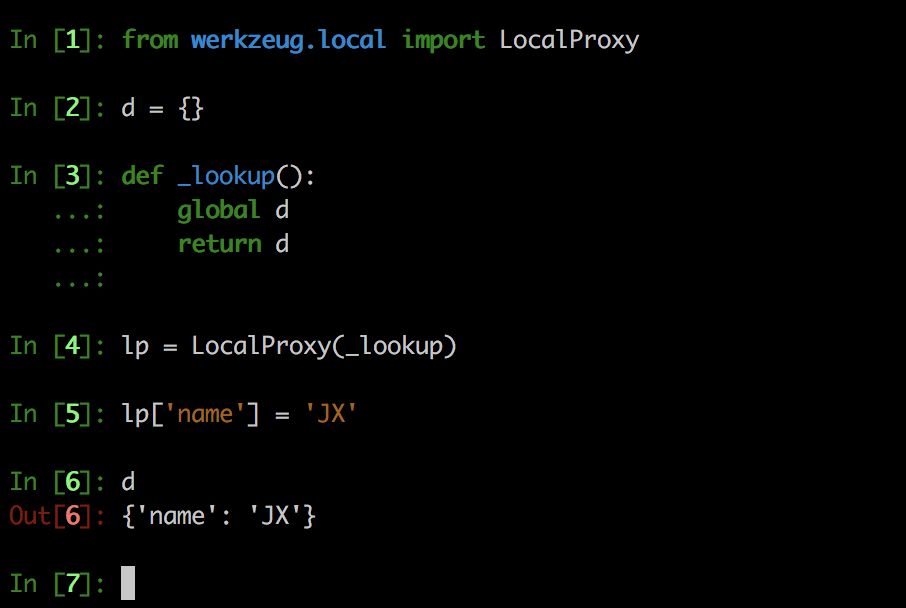 In [1]: from werkzeug.local import LocalProxy
In [2]: d = {}
In [3]: def _lookup():
   ...:     global d
   ...:     return d
   ...:
In [4]: lp = LocalProxy(_lookup)
In [5]: lp['name'] = 'JX'
In [6]: d
Out[6]: {'name': 'JX'}
In [7]: